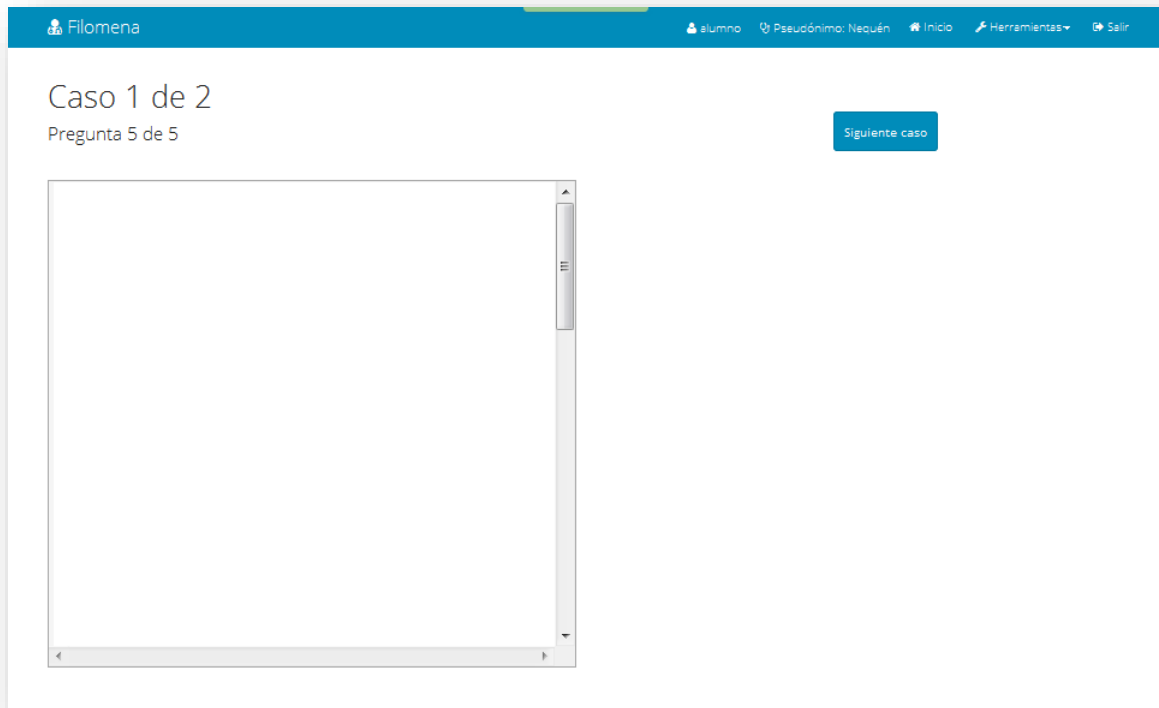 Filomena
alumno Pseudónimo: Nequén Inicio Herramientas Salir
Caso 1 de 2
Pregunta 5 de 5
Siguiente caso